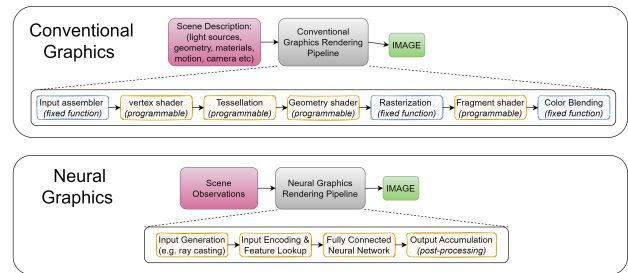 Conventional
Graphics
Scene Description:
(light sources,
geometry, materials,
motion, camera etc)
Conventional
Graphics Rendering
Pipeline
IMAGE
Input assembler
(fixed function)
vertex shader
(programmable)
Tessellation
(programmable)
Geometry shader
(programmable)
Rasterization
(fixed function)
Fragment shader
(programmable)
Color Blending
(fixed function)
Neural
Graphics
Scene
Observations
Neural Graphics
Rendering Pipeline
IMAGE
Input Generation
(e.g. ray casting)
Input Encoding &
Feature Lookup
Fully Connected
Neural Network
Output Accumulation
(post-processing)